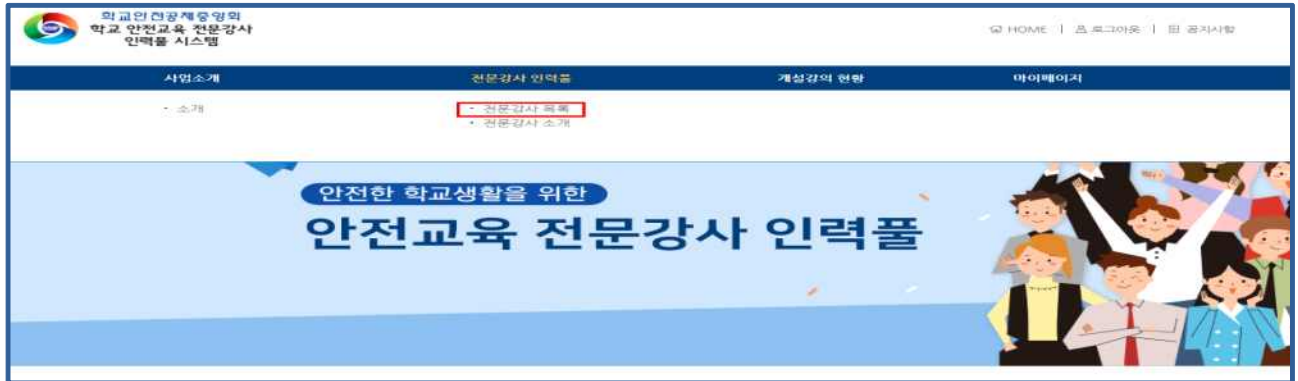 학교안전공제중앙회
학교 안전교육 전문강사
인력풀 시스템
HOME | 로그아웃 | 공지사항
사업소개 전문강사 인력풀 개설강의 현황 마이페이지
· 소개 · 전문강사 목록
· 전문강사 소개
안전한 학교생활을 위한
안전교육 전문강사 인력풀